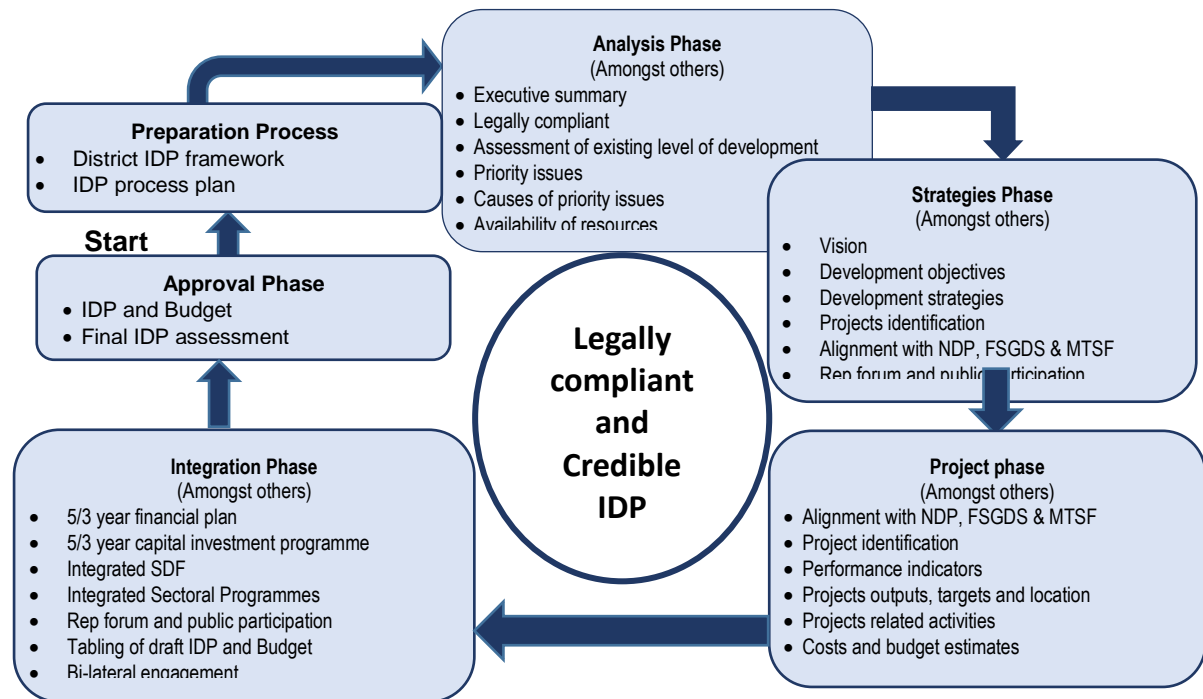 Preparation Process
• District IDP framework
• IDP process plan
Analysis Phase
(Amongst others)
• Executive summary
• Legally compliant
• Assessment of existing level of development
• Priority issues
• Causes of priority issues
• Availability of resources
Strategies Phase
(Amongst others)
• Vision
• Development objectives
• Development strategies
• Projects identification
• Alignment with NDP, FSGDS & MTSF
• Rep forum and public participation
Project phase
(Amongst others)
• Alignment with NDP, FSGDS & MTSF
• Project identification
• Performance indicators
• Projects outputs, targets and location
• Projects related activities
• Costs and budget estimates
Integration Phase
(Amongst others)
• 5/3 year financial plan
• 5/3 year capital investment programme
• Integrated SDF
• Integrated Sectoral Programmes
• Rep forum and public participation
• Tabling of draft IDP and Budget
• Bi-lateral engagement
Approval Phase
• IDP and Budget
• Final IDP assessment
Start
Legally
compliant
and
Credible
IDP